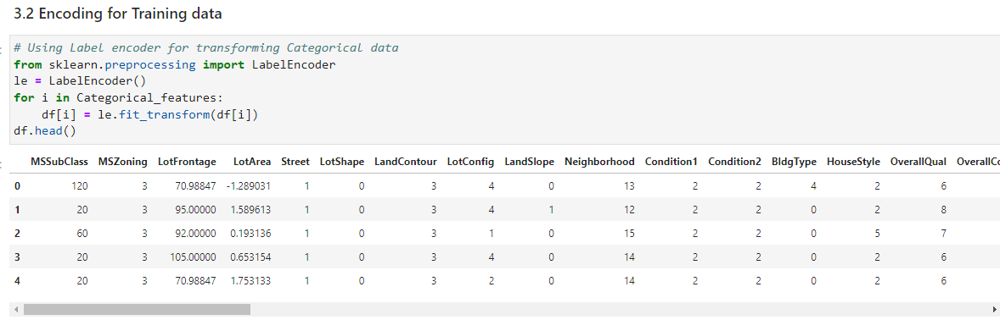 3.2 Encoding for Training data
# Using Label encoder for transforming Categorical data
from sklearn.preprocessing import LabelEncoder
le = LabelEncoder()
for i in Categorical_features:
    df[i] = le.fit_transform(df[i])
df.head()
MSSubClass MSZoning LotFrontage LotArea Street LotShape LandContour LotConfig LandSlope Neighborhood Condition1 Condition2 BldgType HouseStyle OverallQual OverallCo
0 120 3 70.98847 -1.289031 1 0 3 4 0 13 2 2 4 2 6
1 20 3 95.00000 1.589613 1 0 3 4 1 12 2 2 0 2 8
2 60 3 92.00000 0.193136 1 0 3 1 0 15 2 2 0 5 7
3 20 3 105.00000 0.653154 1 0 3 4 0 14 2 2 0 2 6
4 20 3 70.98847 1.753133 1 0 3 2 0 14 2 2 0 2 6